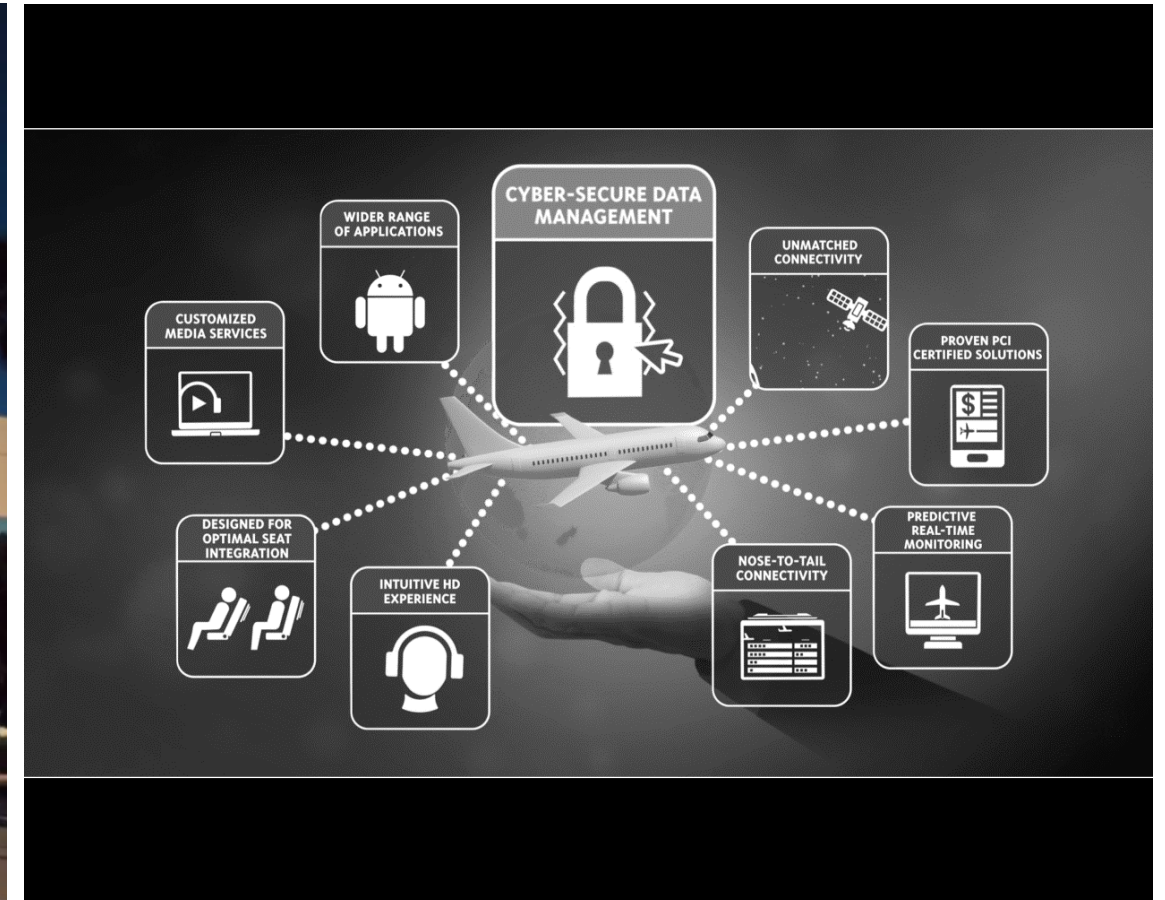 CYBER-SECURE DATA
MANAGEMENT
WIDER RANGE
OF APPLICATIONS
UNMATCHED
CONNECTIVITY
CUSTOMIZED
MEDIA SERVICES
PROVEN PCI
CERTIFIED SOLUTIONS
$
DESIGNED FOR
OPTIMAL SEAT
INTEGRATION
INTUITIVE HD
EXPERIENCE
NOSE-TO-TAIL
CONNECTIVITY
PREDICTIVE
REAL-TIME
MONITORING